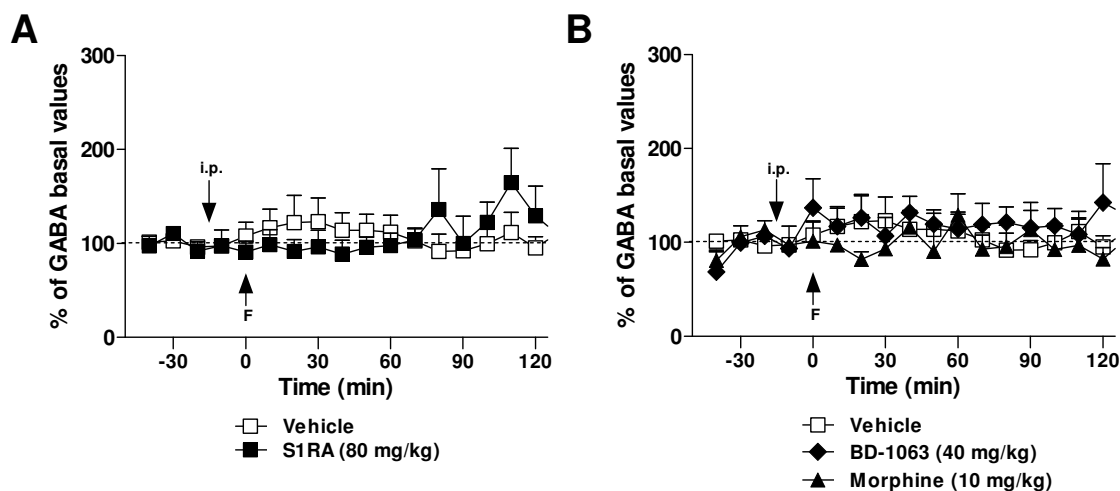 A
% of GABA basal values
300
200
100
0
i.p.
F
-30 0 30 60 90 120
Time (min)
Vehicle
S1RA (80 mg/kg)
B
% of GABA basal values
300
200
100
0
i.p.
F
-30 0 30 60 90 120
Time (min)
Vehicle
BD-1063 (40 mg/kg)
Morphine (10 mg/kg)